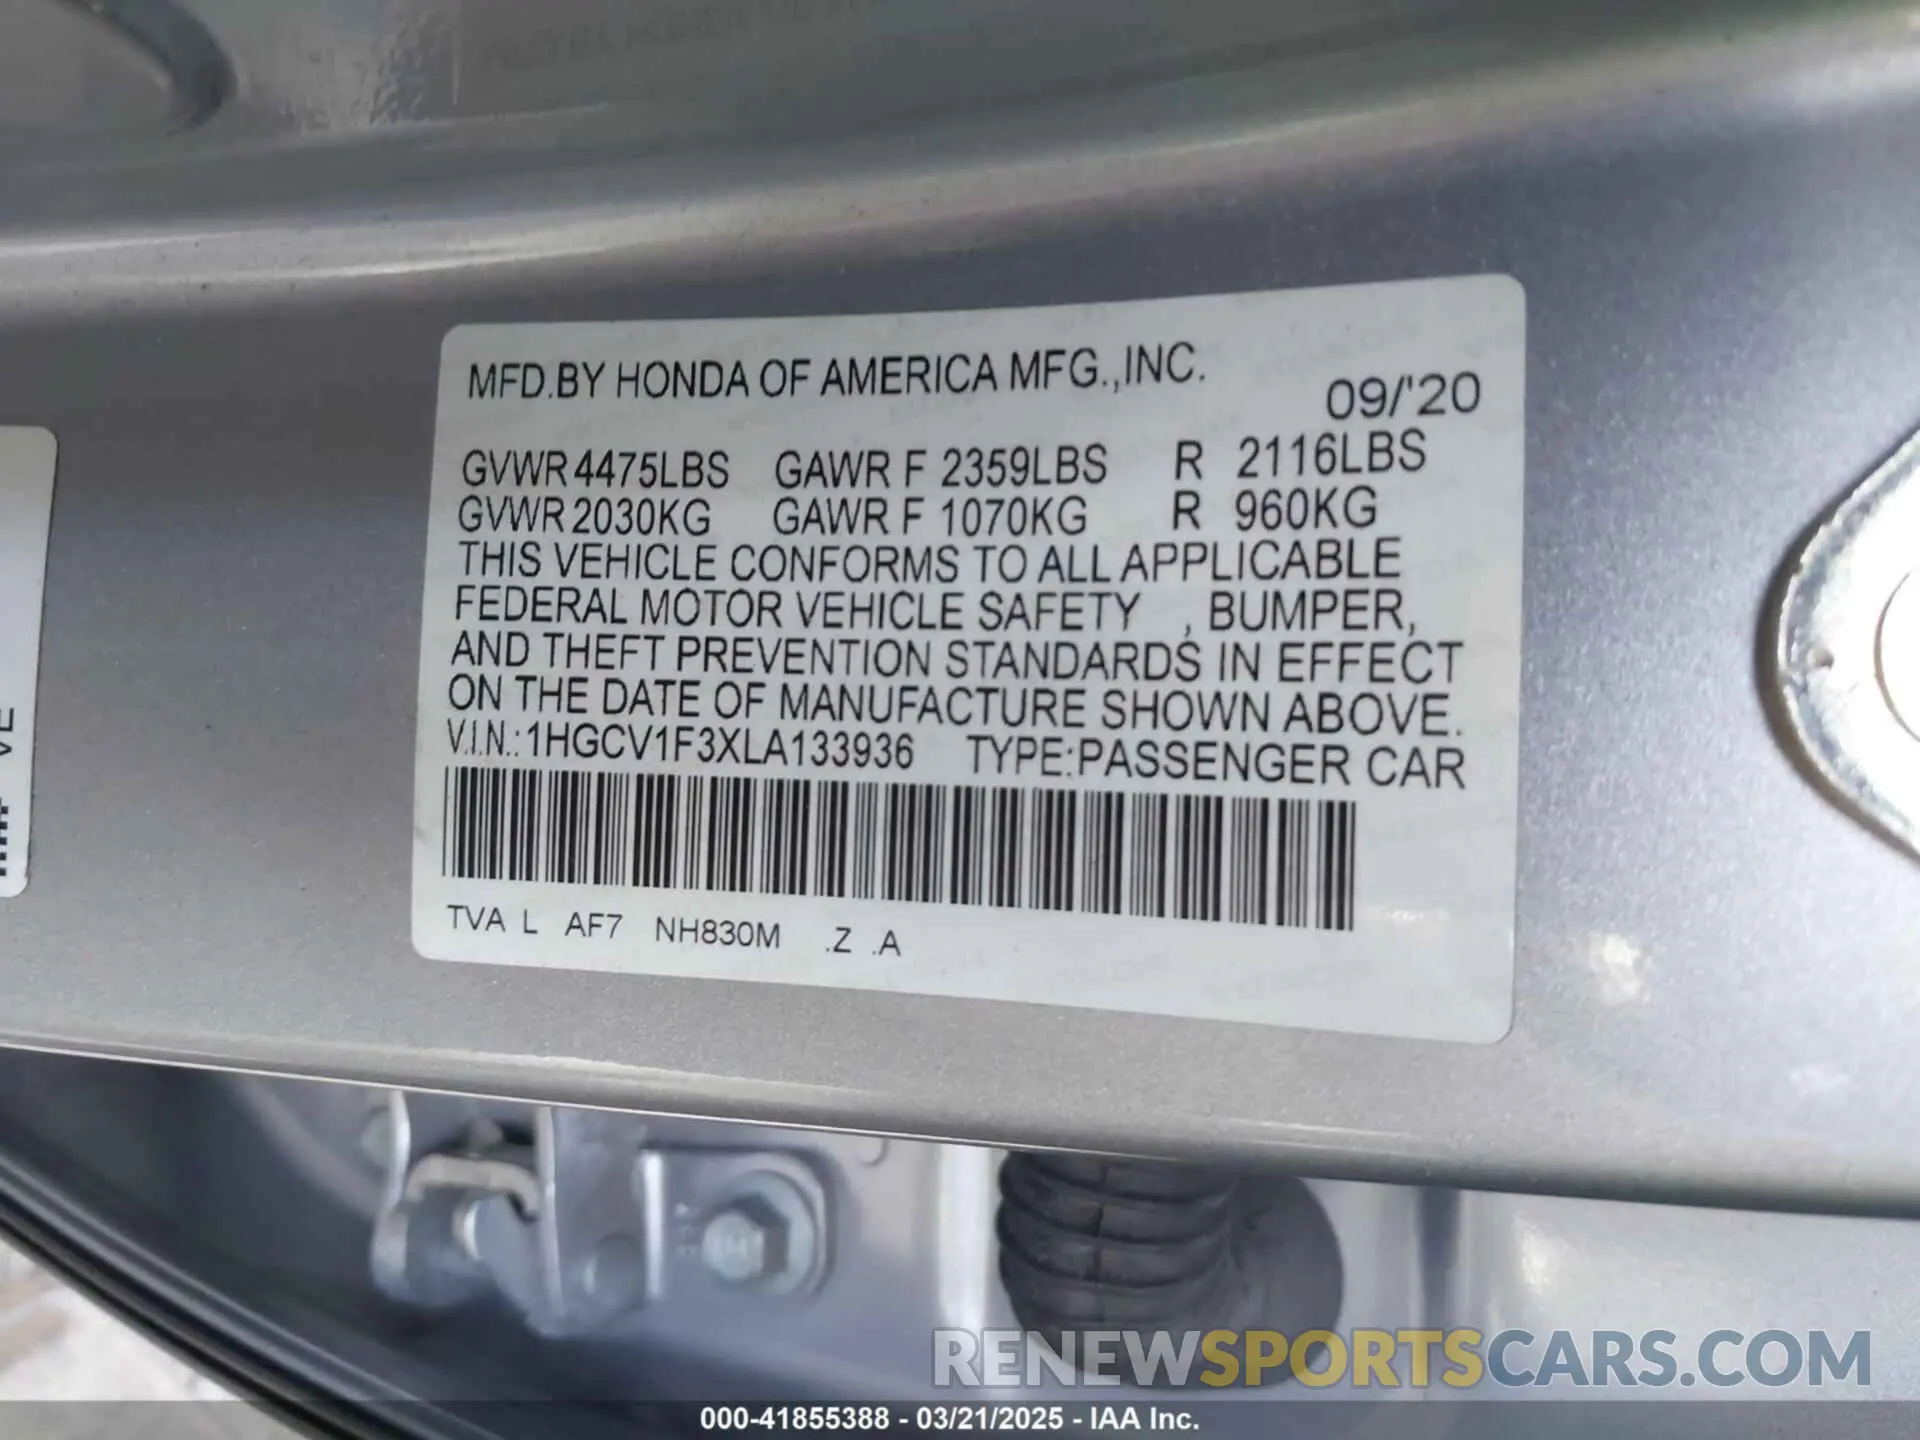 MFD.BY HONDA OF AMERICA MFG.,INC.
09/'20
GVWR 4475LBS GAWR F 2359LBS R 2116LBS
GVWR 2030KG GAWR F 1070KG R 960KG
THIS VEHICLE CONFORMS TO ALL APPLICABLE
FEDERAL MOTOR VEHICLE SAFETY , BUMPER,
AND THEFT PREVENTION STANDARDS IN EFFECT
ON THE DATE OF MANUFACTURE SHOWN ABOVE.
V.I.N.:1HGCV1F3XLA133936 TYPE:PASSENGER CAR
TVA L AF7 NH830M .Z .A
VE
RENEWSPORTSCARS.COM
000-41855388 - 03/21/2025 - IAA Inc.